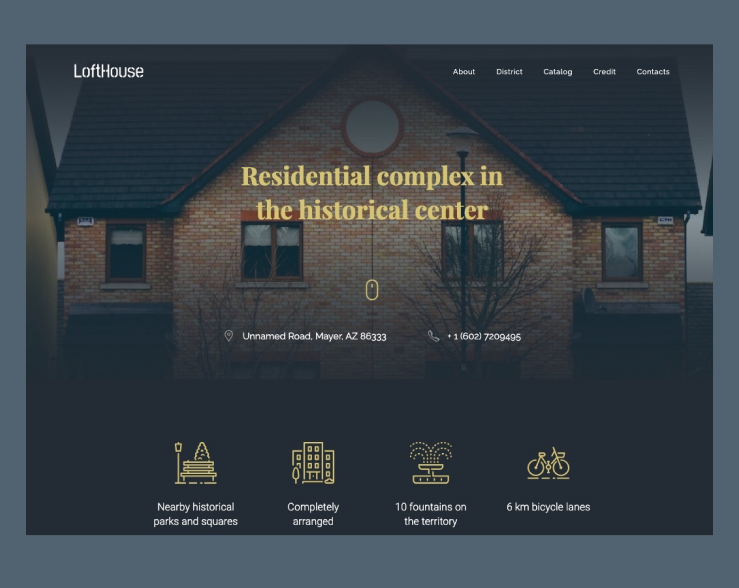 LoftHouse
About District Catalog Credit Contacts
Residential complex in
the historical center
Unnamed Road, Mayer, AZ 86333
+ 1 (602) 7209495
Nearby historical
parks and squares
Completely
arranged
10 fountains on
the territory
6 km bicycle lanes